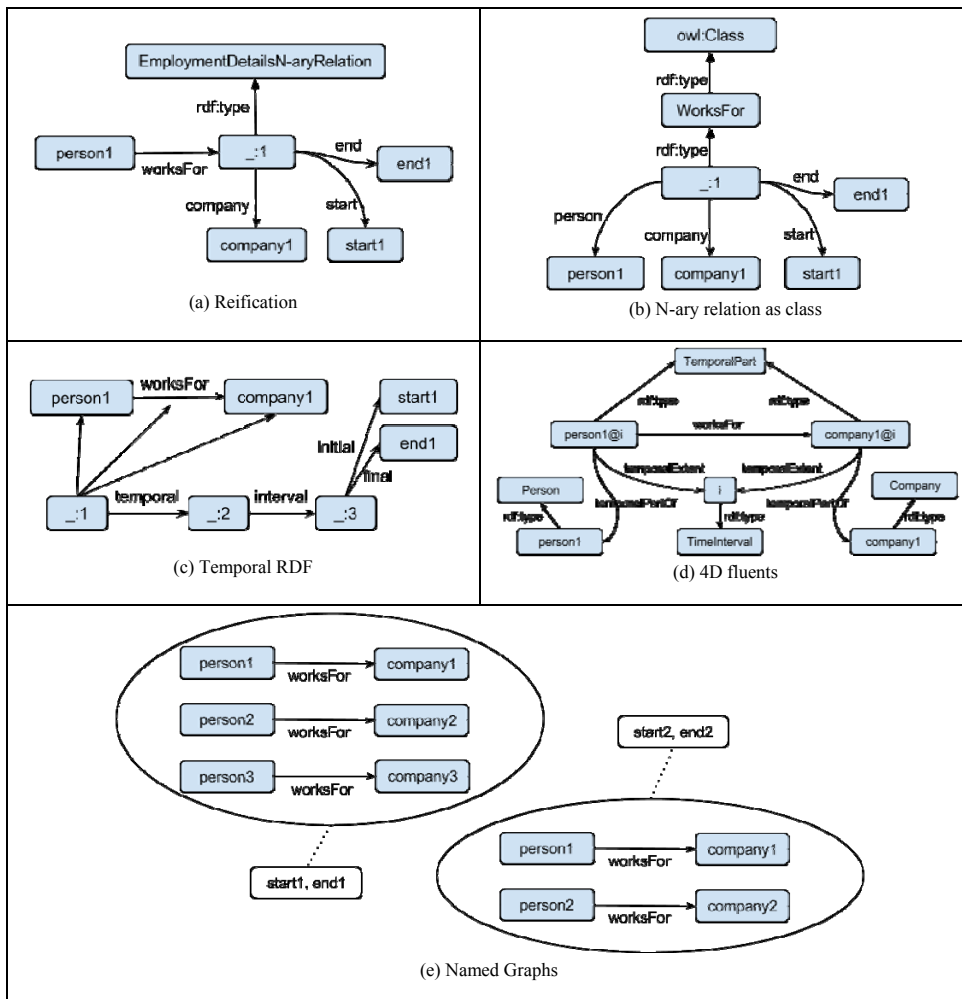 EmploymentDetailsN-aryRelation
rdf:type
person1
worksFor
_:1
end
end1
company
start
company1
start1
(a) Reification
owl:Class
rdf:type
WorksFor
rdf:type
_:1
end
end1
person
company
start
person1
company1
start1
(b) N-ary relation as class
person1
worksFor
company1
start1
initial
end1
final
_:1
temporal
_:2
interval
_:3
(c) Temporal RDF
TemporalPart
rdf:type
rdf:type
person1@i
worksFor
company1@i
temporalExtent
temporalExtent
Person
i
Company
temporalPartOf
temporalPartOf
rdf:type
rdf:type
rdf:type
person1
TimeInterval
company1
(d) 4D fluents
person1
worksFor
company1
person2
worksFor
company2
person3
worksFor
company3
start1, end1
start2, end2
person1
worksFor
company1
person2
worksFor
company2
(e) Named Graphs